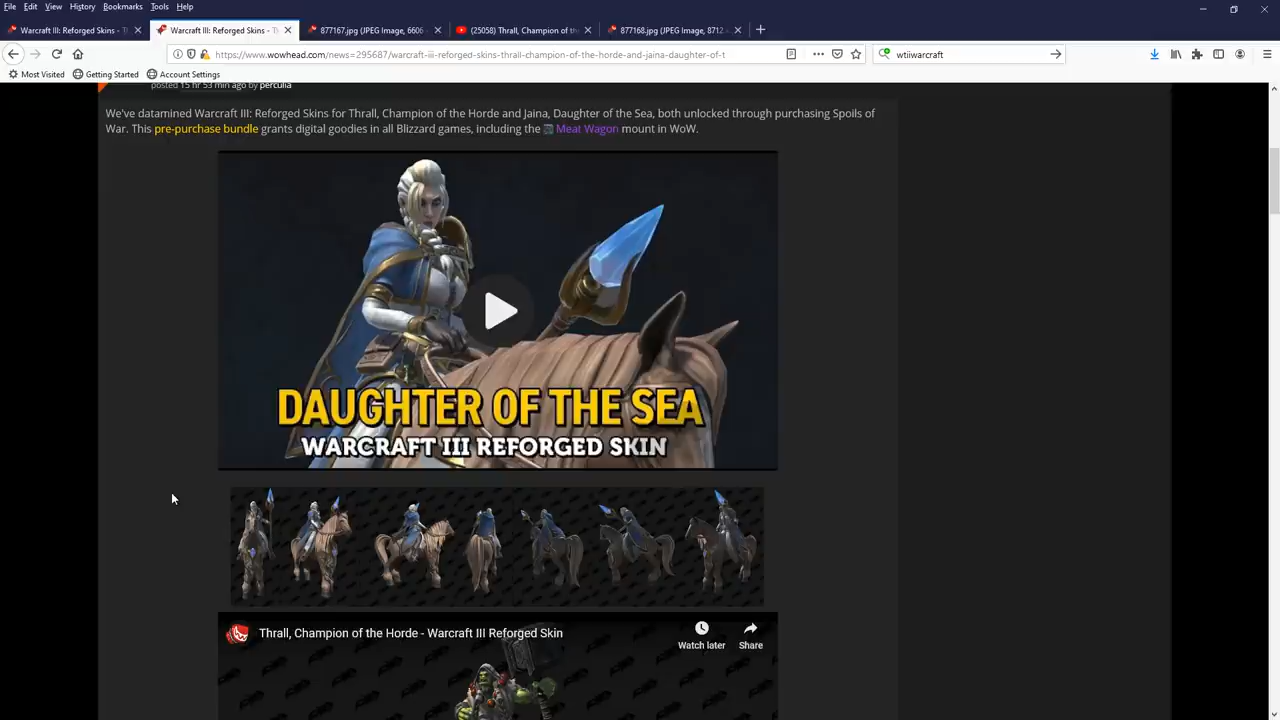 File Edit View History Bookmarks Tools Help
Warcraft III: Reforged Skins - T
Warcraft III: Reforged Skins - T
877167.jpg (JPEG Image, 6606
(25058) Thrall, Champion of the
877168.jpg (JPEG Image, 8712
https://www.wowhead.com/news=295687/warcraft-iii-reforged-skins-thrall-champion-of-the-horde-and-jaina-daughter-of-t
wtiiwarcraft
Most Visited Getting Started Account Settings
posted 15 hr 53 min ago by perculia
We've datamined Warcraft III: Reforged Skins for Thrall, Champion of the Horde and Jaina, Daughter of the Sea, both unlocked through purchasing Spoils of
War. This pre-purchase bundle grants digital goodies in all Blizzard games, including the Meat Wagon mount in WoW.
DAUGHTER OF THE SEA
WARCRAFT III REFORGED SKIN
Thrall, Champion of the Horde - Warcraft III Reforged Skin
Watch later Share